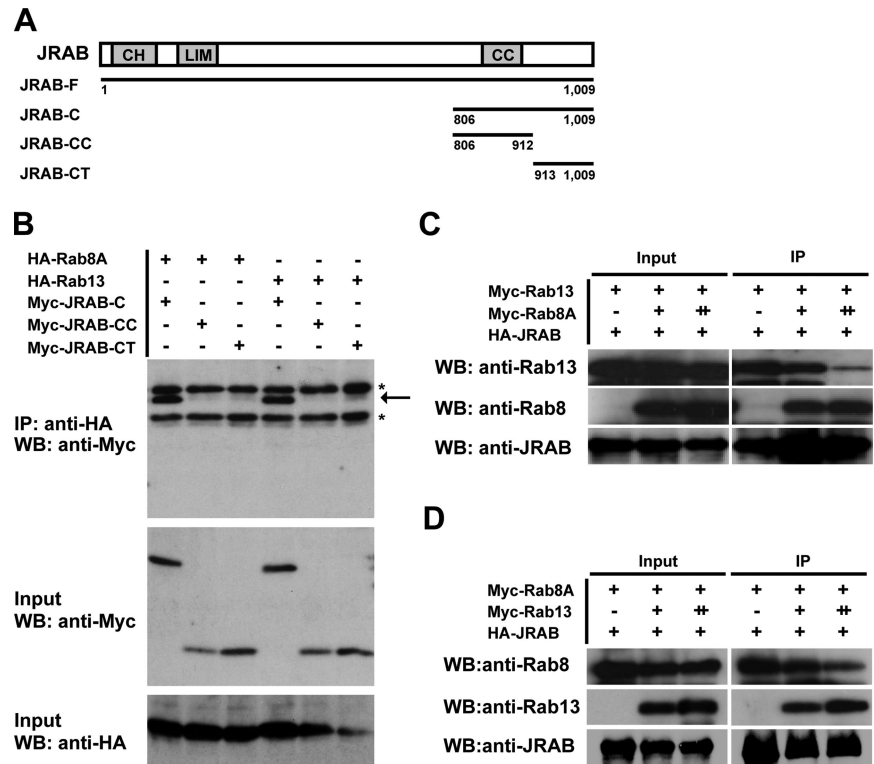 A
JRAB CH LIM CC
JRAB-F 1 1,009
JRAB-C 806 1,009
JRAB-CC 806 912
JRAB-CT 913 1,009
B
HA-Rab8A + + + - - -
HA-Rab13 - - - + + +
Myc-JRAB-C + - - + - -
Myc-JRAB-CC - + - - + -
Myc-JRAB-CT - - + - - +
IP: anti-HA
WB: anti-Myc
*
*
Input
WB: anti-Myc
Input
WB: anti-HA
C
Input IP
Myc-Rab13 + + + + + +
Myc-Rab8A - + ++ - + ++
HA-JRAB + + + + + +
WB: anti-Rab13
WB: anti-Rab8
WB: anti-JRAB
D
Input IP
Myc-Rab8A + + + + + +
Myc-Rab13 - + ++ - + ++
HA-JRAB + + + + + +
WB:anti-Rab8
WB:anti-Rab13
WB:anti-JRAB